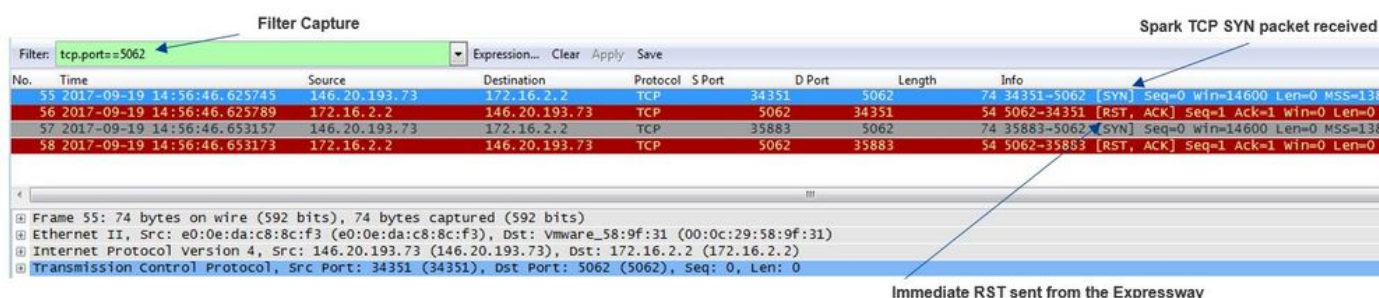 Filter Capture
Spark TCP SYN packet received
Filter: tcp.port==5062 Expression... Clear Apply Save
No. Time Source Destination Protocol S Port D Port Length Info
55 2017-09-19 14:56:46.625745 146.20.193.73 172.16.2.2 TCP 34351 5062 74 34351→5062 [SYN] Seq=0 Win=14600 Len=0 MSS=138
56 2017-09-19 14:56:46.625789 172.16.2.2 146.20.193.73 TCP 5062 34351 54 5062→34351 [RST, ACK] Seq=1 Ack=1 Win=0 Len=0
57 2017-09-19 14:56:46.653157 146.20.193.73 172.16.2.2 TCP 35883 5062 74 35883→5062 [SYN] Seq=0 Win=14600 Len=0 MSS=138
58 2017-09-19 14:56:46.653173 172.16.2.2 146.20.193.73 TCP 5062 35883 54 5062→35883 [RST, ACK] Seq=1 Ack=1 Win=0 Len=0
Frame 55: 74 bytes on wire (592 bits), 74 bytes captured (592 bits)
Ethernet II, Src: e0:0e:da:c8:8c:f3 (e0:0e:da:c8:8c:f3), Dst: Vmware_58:9f:31 (00:0c:29:58:9f:31)
Internet Protocol Version 4, Src: 146.20.193.73 (146.20.193.73), Dst: 172.16.2.2 (172.16.2.2)
Transmission Control Protocol, Src Port: 34351 (34351), Dst Port: 5062 (5062), Seq: 0, Len: 0
Immediate RST sent from the Expressway